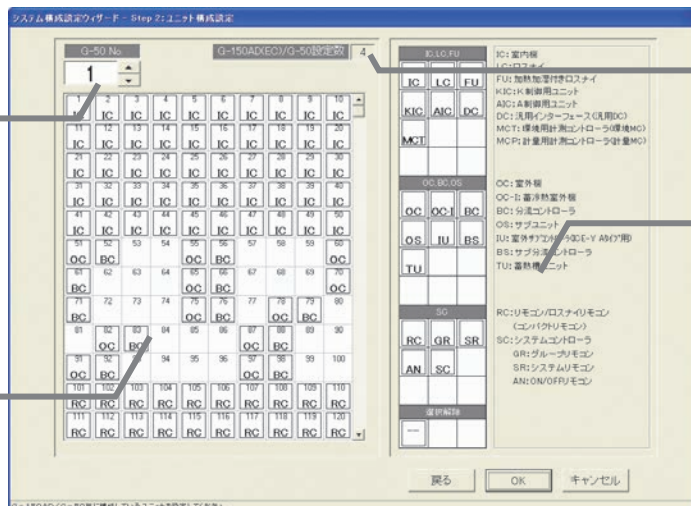 システム構成設定ウィザード - Step 2:ユニット構成設定
G-50 No.
G-150AD(EC)/G-50設定数 4
1
1 2 3 4 5 6 7 8 9 10
IC IC IC IC IC IC IC IC IC IC
11 12 13 14 15 16 17 18 19 20
IC IC IC IC IC IC IC IC IC IC
21 22 23 24 25 26 27 28 29 30
IC IC IC IC IC IC IC IC IC IC
31 32 33 34 35 36 37 38 39 40
IC IC IC IC IC IC IC IC IC IC
41 42 43 44 45 46 47 48 49 50
IC IC IC IC IC IC IC IC IC IC
51 52 53 54 55 56 57 58 59 60
OC BC OC BC OC
61 62 63 64 65 66 67 68 69 70
BC BC OC
71 72 73 74 75 76 77 78 79 80
BC OC BC OC BC
81 82 83 84 85 86 87 88 89 90
OC BC OC BC
91 92 93 94 95 96 97 98 99 100
OC BC OC BC OC BC
101 102 103 104 105 106 107 108 109 110
RC RC RC RC RC RC RC RC RC RC
111 112 113 114 115 116 117 118 119 120
RC RC RC RC RC RC RC RC RC RC
IC,LC,FU
IC LC FU
KIC AIC DC
MCT
OC,BC,OS
OC OC-I BC
OS IU BS
TU
SC
RC GR SR
AN SC
選択解除
--
IC:室内機
LC:ロスナイ
FU:加熱加湿付きロスナイ
KIC:K制御用ユニット
AIC:A制御用ユニット
DC:汎用インターフェース(汎用DC)
MCT:環境用計測コントローラ(環境MC)
MCP:計量用計測コントローラ(計量MC)
OC:室外機
OC-I:蓄冷熱室外機
BC:分流コントローラ
OS:サブユニット
BS:サブ分流コントローラ
TU:蓄熱槽ユニット
RC:リモコン/ロスナイリモコン
(コンパクトリモコン)
SC:システムコントローラ
GR:グループリモコン
SR:システムリモコン
AN:ON/OFFリモコン
戻る OK キャンセル